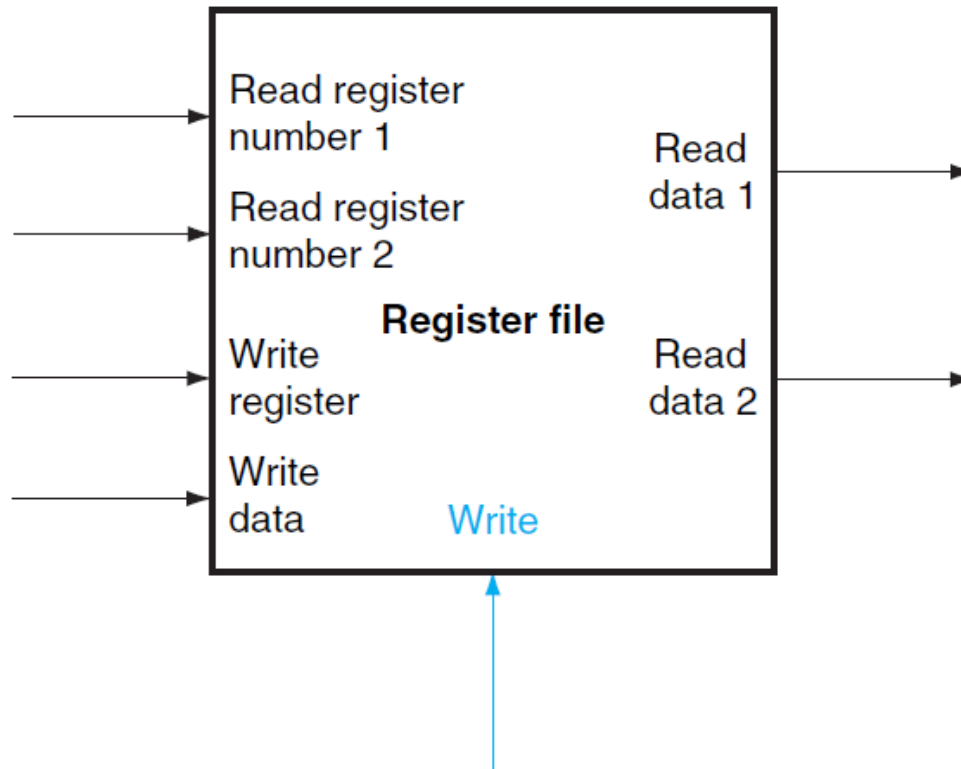 Read register
number 1
Read
data 1
Read register
number 2
Register file
Write
register
Read
data 2
Write
data
Write